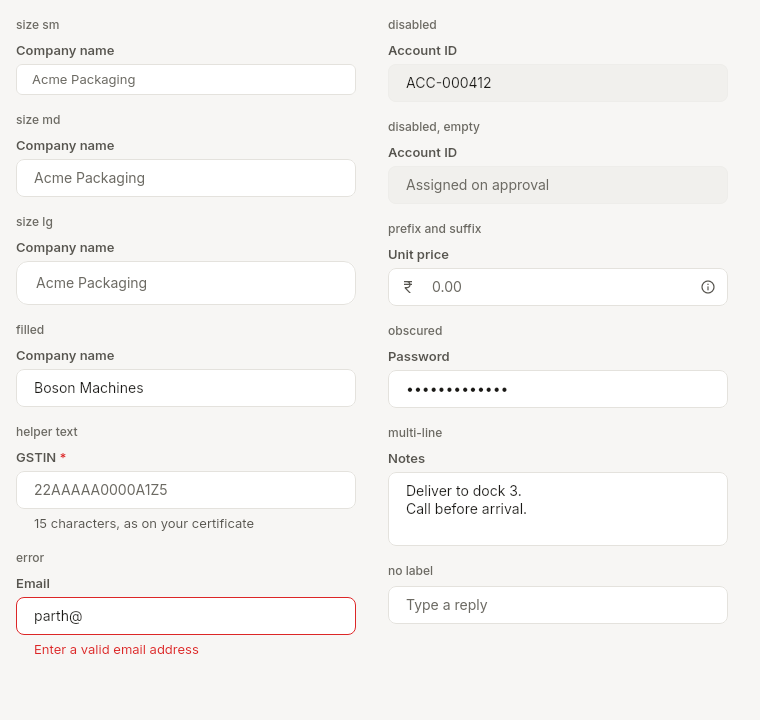 size sm
Company name
Acme Packaging
size md
Company name
Acme Packaging
size lg
Company name
Acme Packaging
filled
Company name
Boson Machines
helper text
GSTIN *
22AAAAA0000A1Z5
15 characters, as on your certificate
error
Email
parth@
Enter a valid email address
disabled
Account ID
ACC-000412
disabled, empty
Account ID
Assigned on approval
prefix and suffix
Unit price
₹ 0.00
obscured
Password
•••••••••••••
multi-line
Notes
Deliver to dock 3.
Call before arrival.
no label
Type a reply